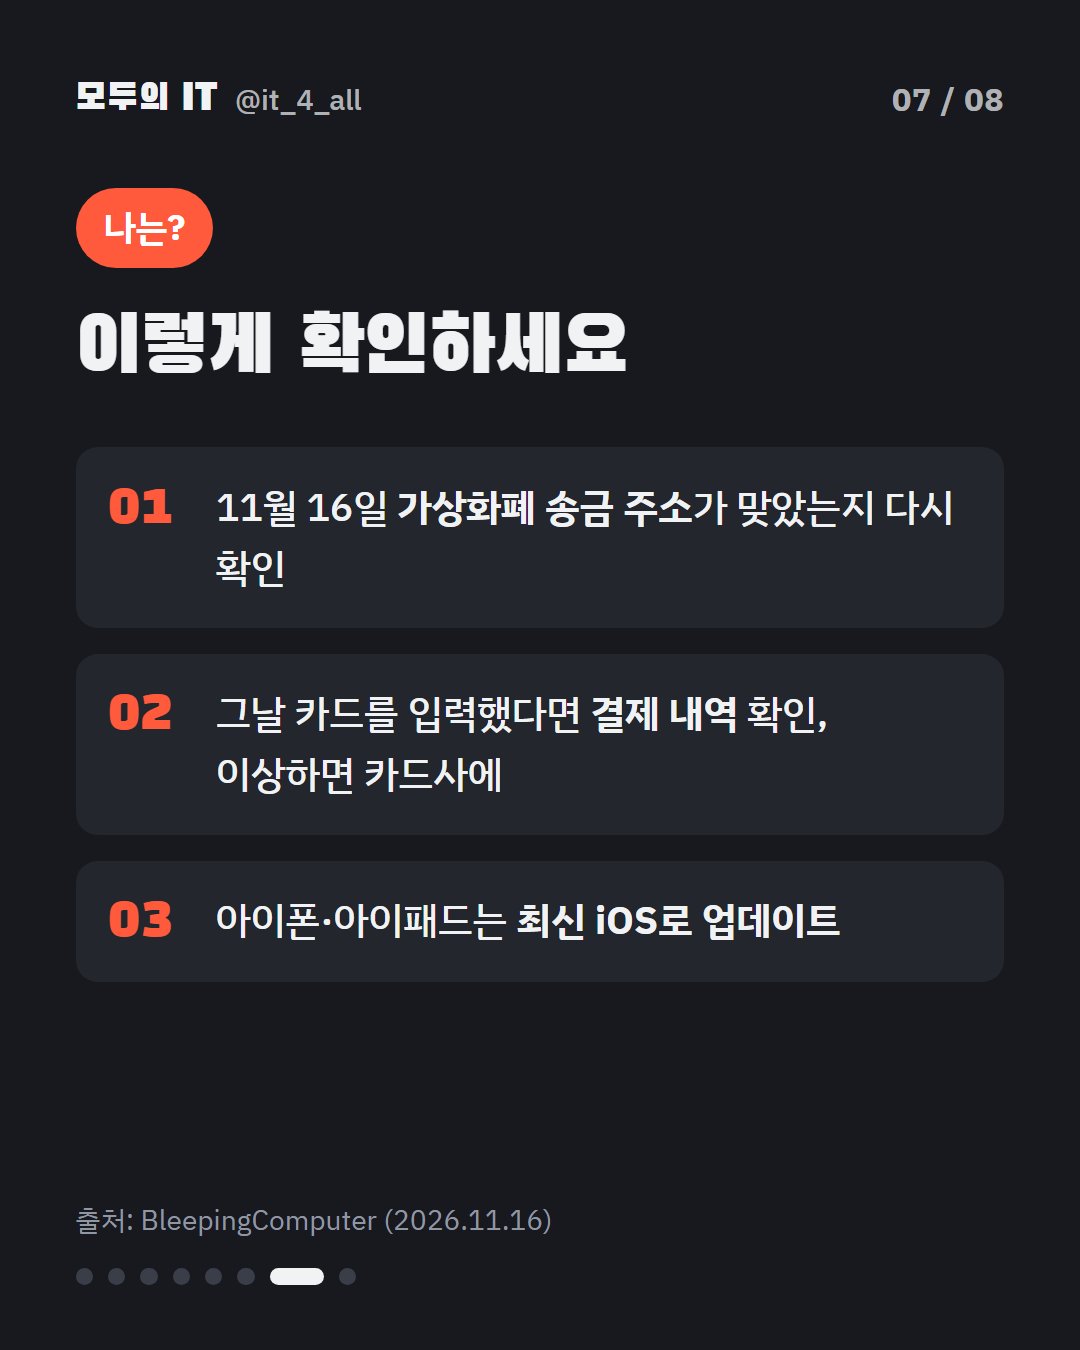 모두의 IT @it_4_all 07 / 08
나는?
이렇게 확인하세요
01 11월 16일 가상화폐 송금 주소가 맞았는지 다시
확인
02 그날 카드를 입력했다면 결제 내역 확인,
이상하면 카드사에
03 아이폰·아이패드는 최신 iOS로 업데이트
출처: BleepingComputer (2026.11.16)